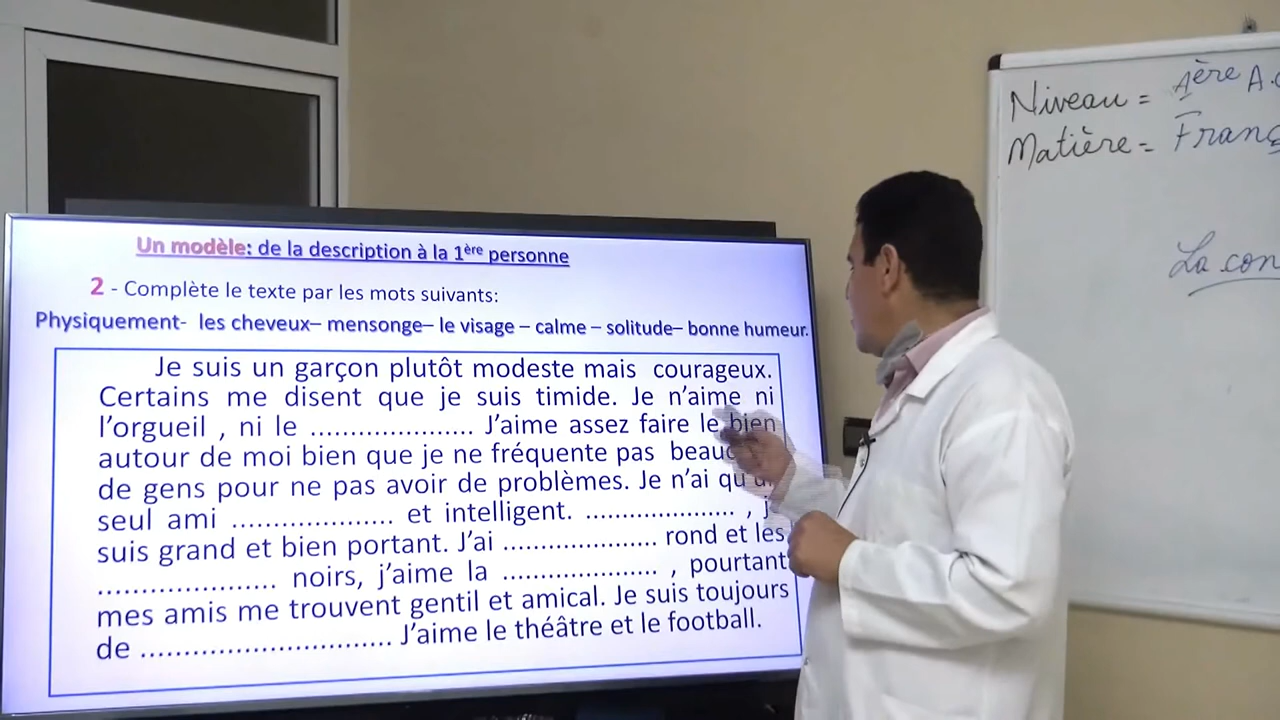 Un modèle: de la description à la 1ère personne
2 - Complète le texte par les mots suivants:
Physiquement- les cheveux– mensonge– le visage – calme – solitude– bonne humeur.
Je suis un garçon plutôt modeste mais courageux.
Certains me disent que je suis timide. Je n'aime ni
l'orgueil , ni le ...................... J'aime assez faire le bien
autour de moi bien que je ne fréquente pas
de gens pour ne pas avoir de problèmes. Je n'ai
seul ami ...................... et intelligent. .................... ,
suis grand et bien portant. J'ai ..................... rond et les
........................ noirs, j'aime la ..................... , pourtant
mes amis me trouvent gentil et amical. Je suis toujours
de .................................. J'aime le théâtre et le football.
Niveau = 1ère
Matière =
La